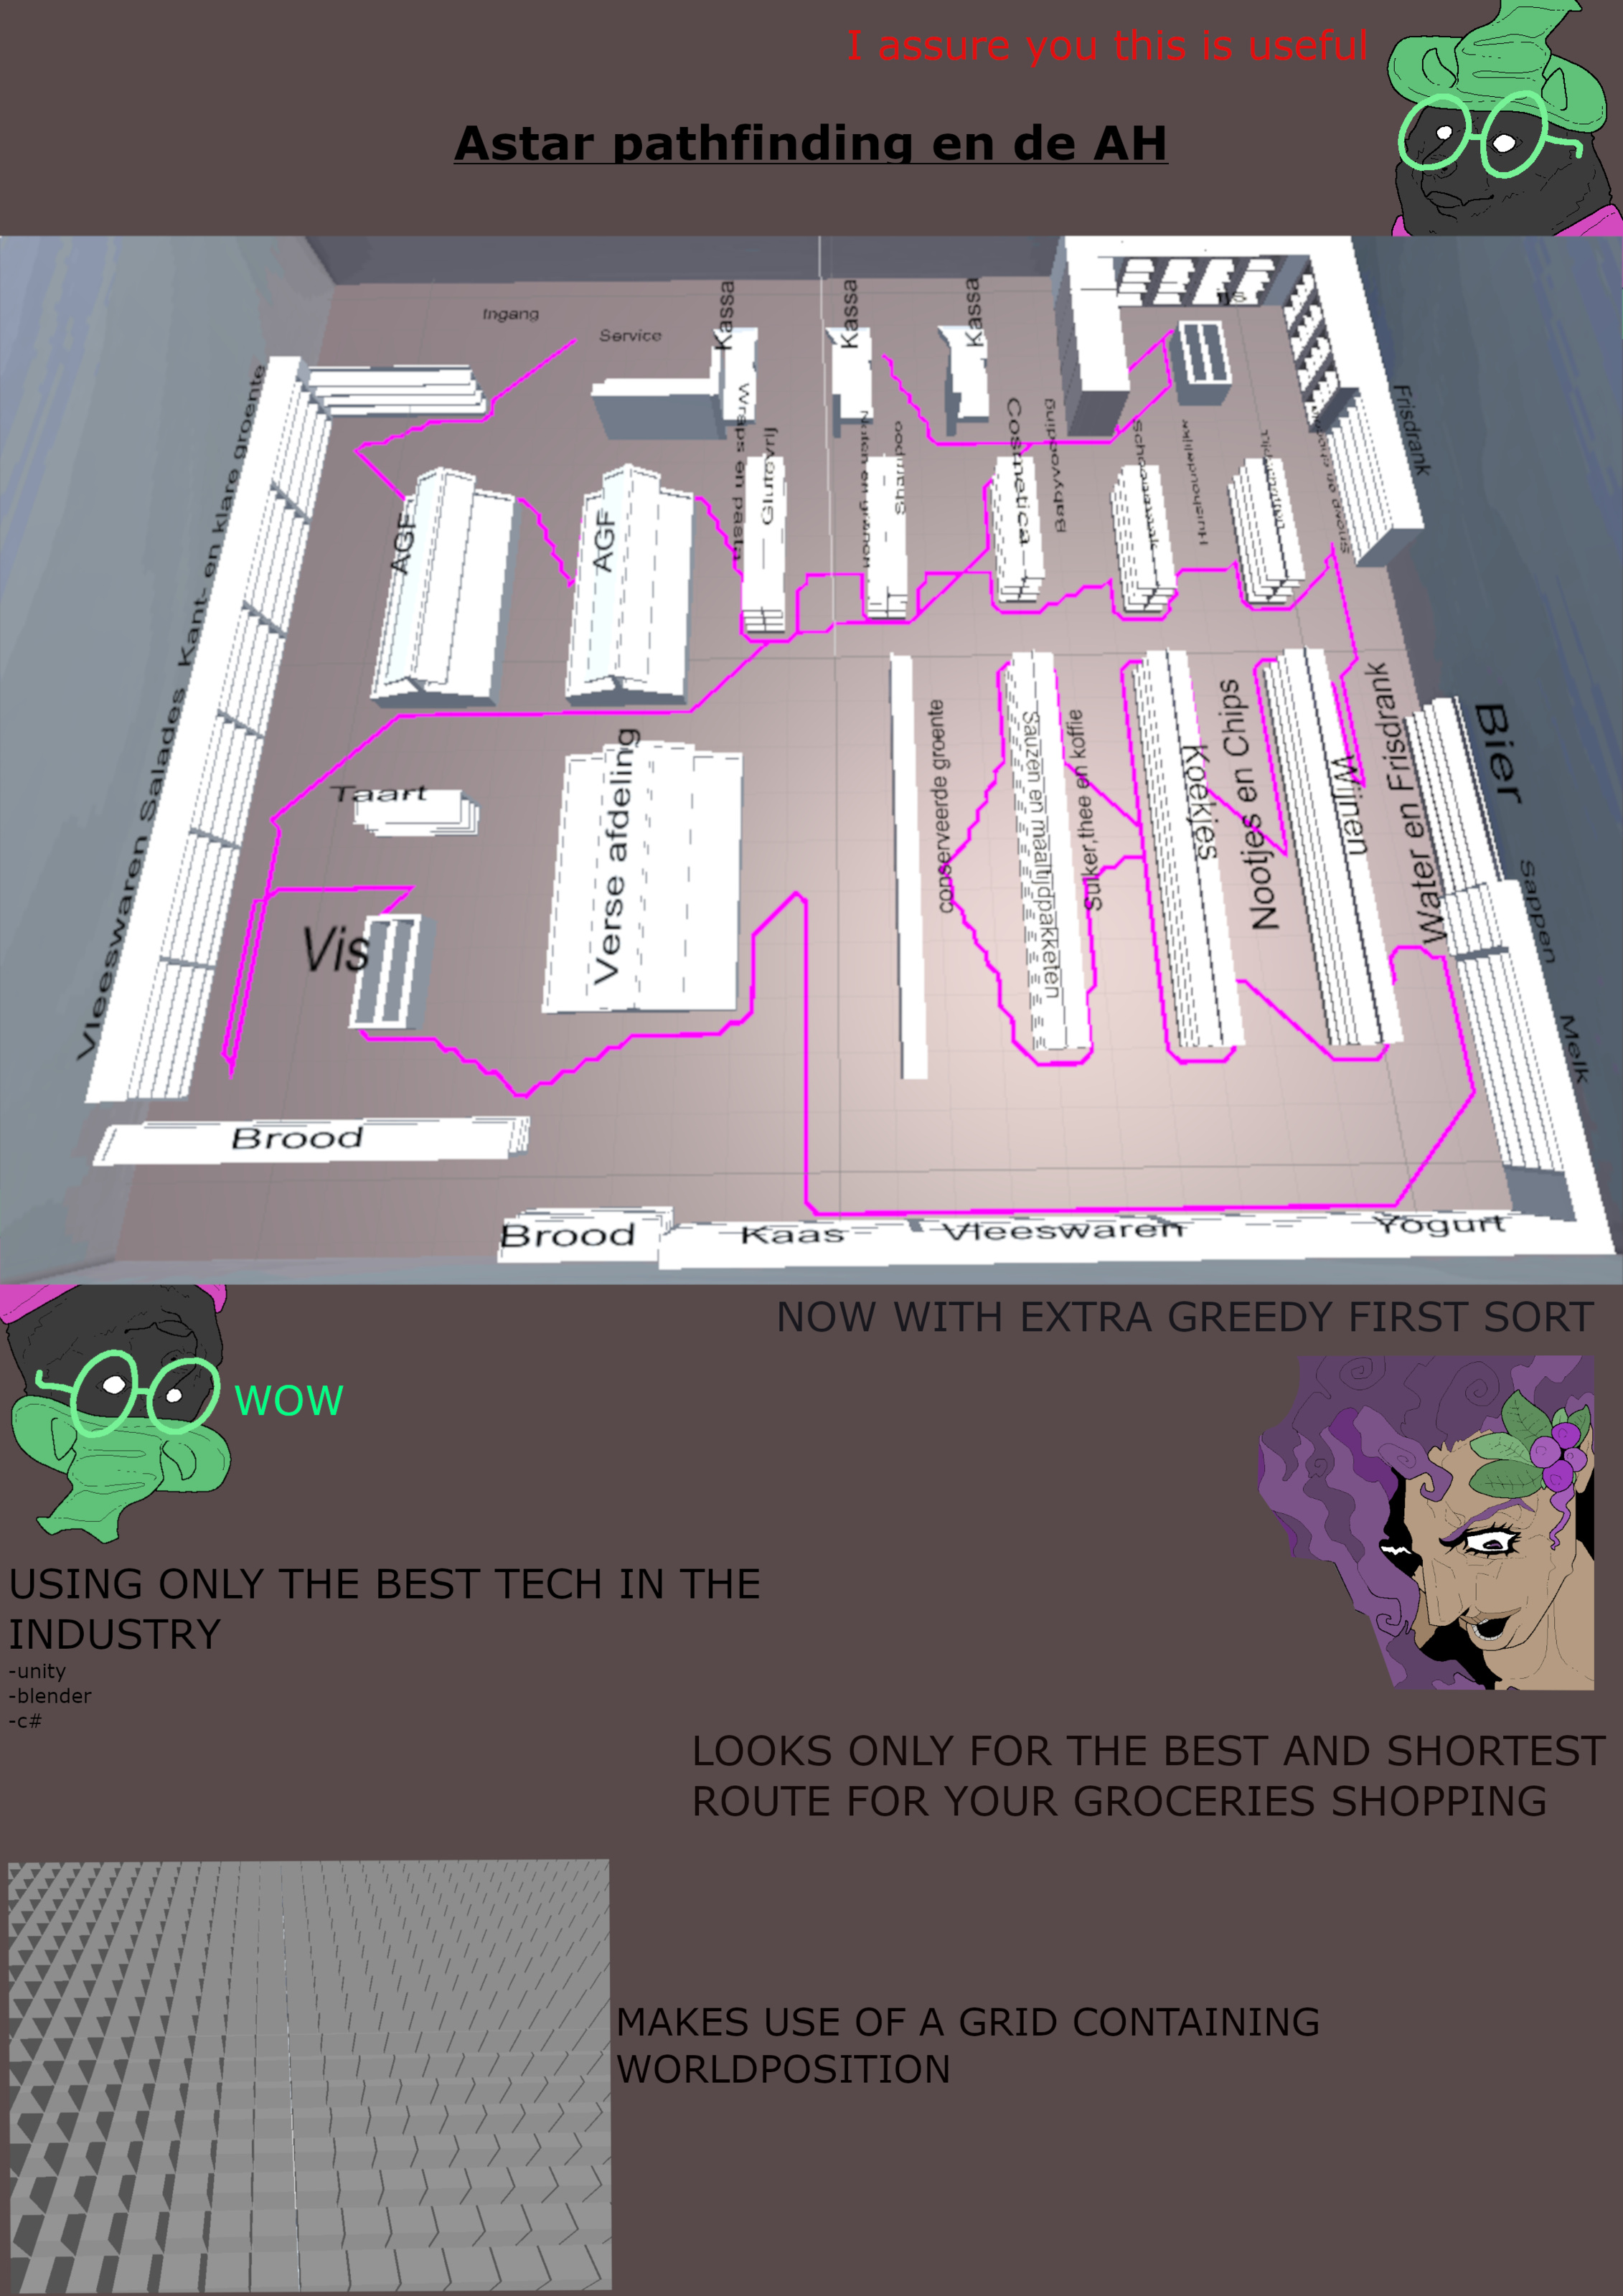 I assure you this is useful
Astar pathfinding en de AH
Ingang
Service
Kassa
Kassa
Kassa
Frisdrank
Kant- en klare groente
Salades
Vleeswaren
AGF
AGF
Glutovrij
Shampoo
Cosmetica
Babyvoeding
Taart
Vis
Verse afdeling
conserveerde groente
Sauzen en maaltijdpakketen
Suiker,thee en koffie
Koekjes
Nootjes en Chips
Wijnen
Water en Frisdrank
Bier
Sappen
Melk
Brood
Brood
Kaas
Vleeswaren
Yogurt
NOW WITH EXTRA GREEDY FIRST SORT
WOW
USING ONLY THE BEST TECH IN THE
INDUSTRY
-unity
-blender
-c#
LOOKS ONLY FOR THE BEST AND SHORTEST
ROUTE FOR YOUR GROCERIES SHOPPING
MAKES USE OF A GRID CONTAINING
WORLDPOSITION